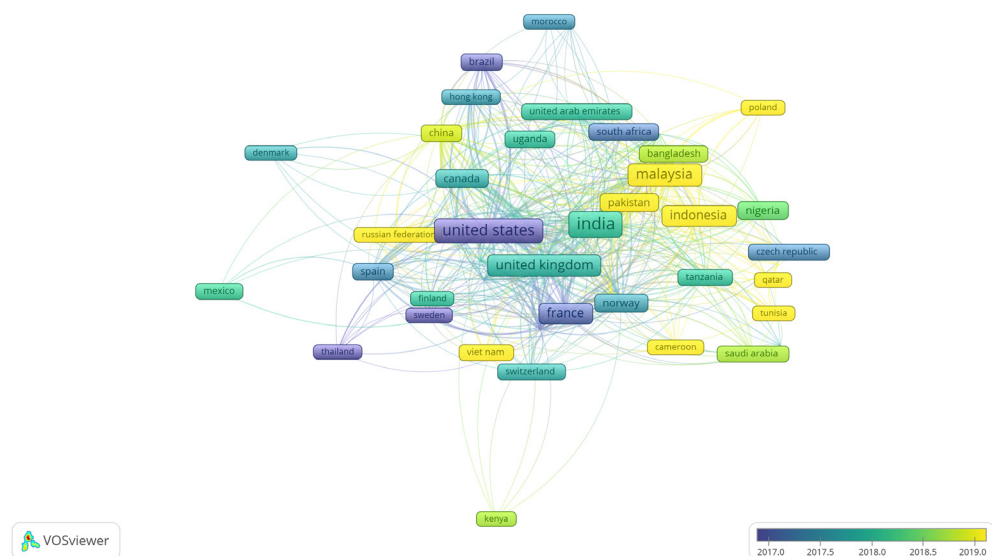 morocco
brazil
hong kong
poland
united arab emirates
china
south africa
uganda
denmark
bangladesh
malaysia
canada
pakistan
nigeria
indonesia
india
united states
russian federation
czech republic
united kingdom
spain
tanzania
qatar
mexico
finland
norway
sweden
france
tunisia
thailand
viet nam
cameroon
saudi arabia
switzerland
kenya
VOSviewer
2017.0 2017.5 2018.0 2018.5 2019.0